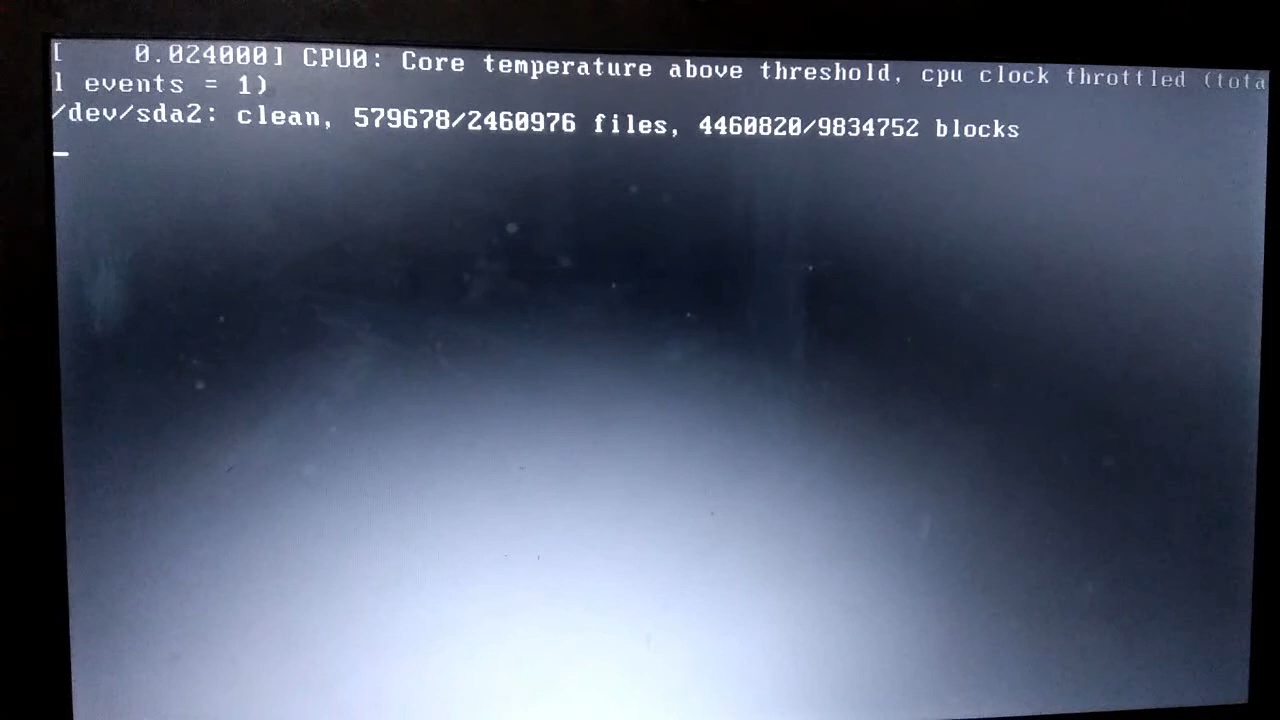 [    0.024000] CPU0: Core temperature above threshold, cpu clock throttled (tota
l events = 1)
/dev/sda2: clean, 579678/2460976 files, 4460820/9834752 blocks